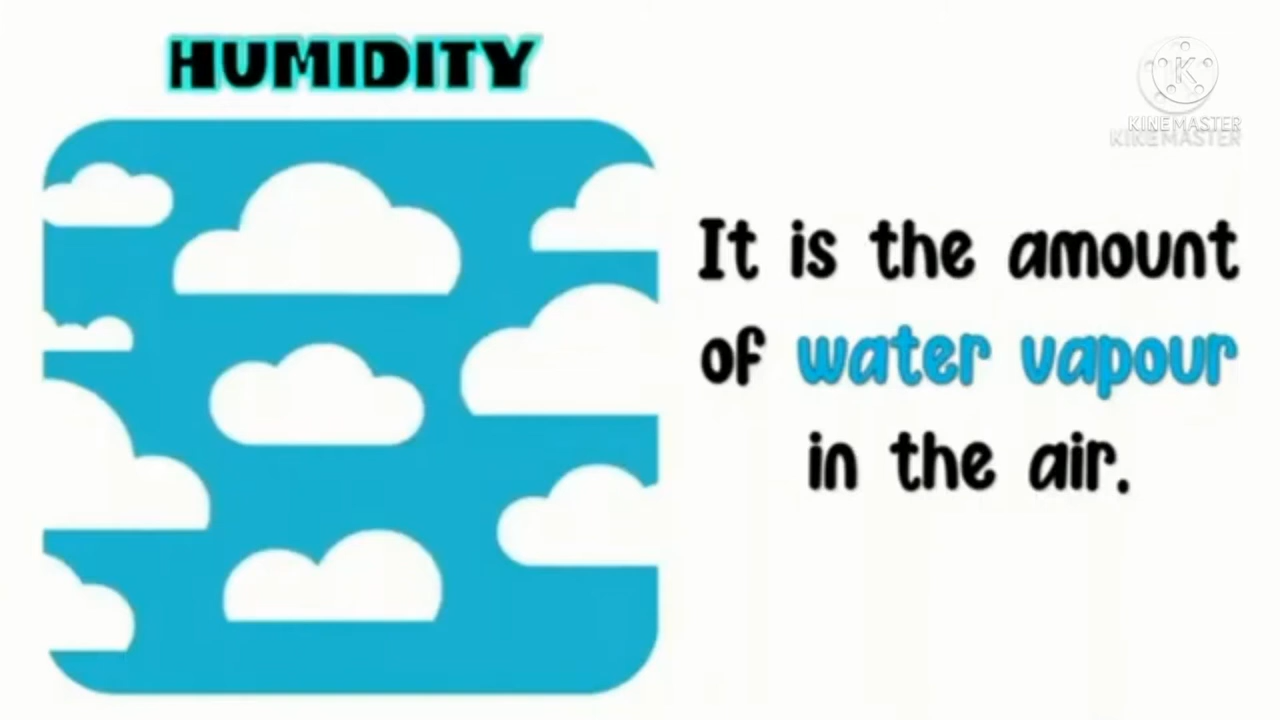 HUMIDITY
KINEMASTER
KINEMASTER
It is the amount
of water vapour
in the air.